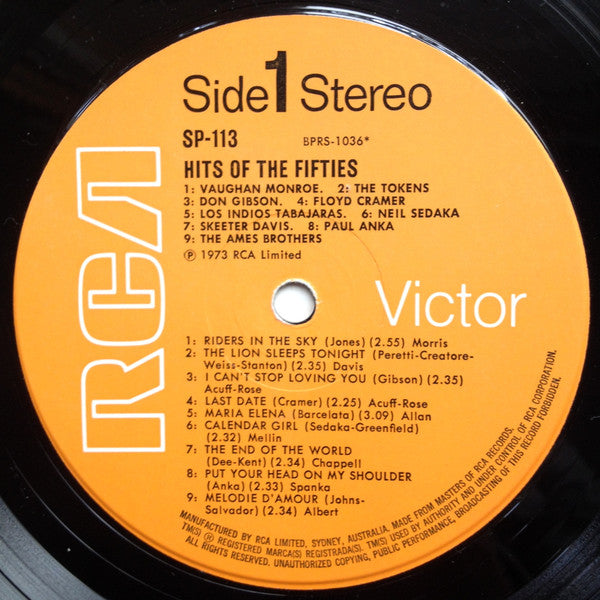 Side 1 Stereo
SP-113 BPRS-1036*
HITS OF THE FIFTIES
1: VAUGHAN MONROE. 2: THE TOKENS
3: DON GIBSON. 4: FLOYD CRAMER
5: LOS INDIOS TABAJARAS. 6: NEIL SEDAKA
7: SKEETER DAVIS. 8: PAUL ANKA
9: THE AMES BROTHERS
℗ 1973 RCA Limited
RCA
Victor
1: RIDERS IN THE SKY (Jones) (2.55) Morris
2: THE LION SLEEPS TONIGHT (Peretti-Creatore-
Weiss-Stanton) (2.35) Davis
3: I CAN'T STOP LOVING YOU (Gibson) (2.35)
Acuff-Rose
4: LAST DATE (Cramer) (2.25) Acuff-Rose
5: MARIA ELENA (Barcelata) (3.09) Allan
6: CALENDAR GIRL (Sedaka-Greenfield)
(2.32) Mellin
7: THE END OF THE WORLD
(Dee-Kent) (2.34) Chappell
8: PUT YOUR HEAD ON MY SHOULDER
(Anka) (2.33) Spanka
9: MELODIE D'AMOUR (Johns-
Salvador) (2.34) Albert
MANUFACTURED BY RCA LIMITED, SYDNEY, AUSTRALIA. MADE FROM MASTERS OF RCA RECORDS.
TM(S) ® REGISTERED MARCA(S) REGISTRADA(S). TM(S) USED BY AUTHORITY AND UNDER CONTROL OF RCA CORPORATION.
ALL RIGHTS RESERVED. UNAUTHORIZED COPYING, PUBLIC PERFORMANCE, BROADCASTING OF THIS RECORD FORBIDDEN.